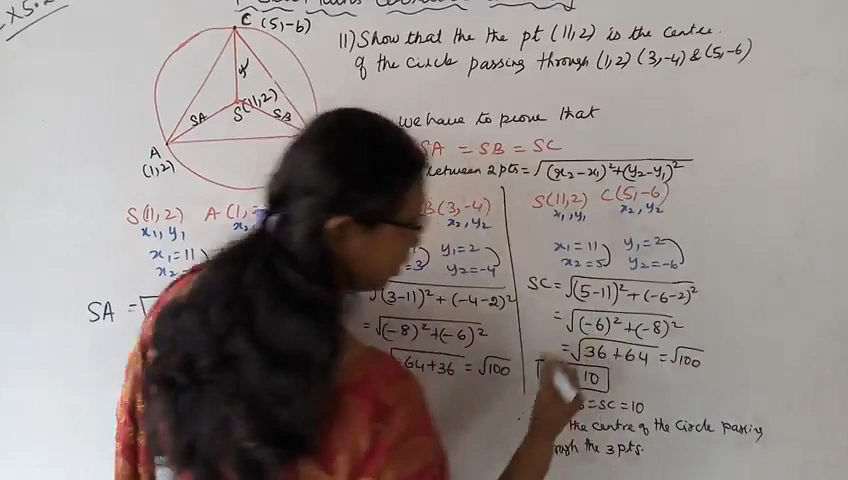 C (5,-6)
11) Show that the the pt (11,2) is the centre
of the circle passing through (1,2) (3,-4) & (5,-6)
SA
S(11,2)
SB
A
(1,2)
we have to prove that
SA = SB = SC
between 2pts = √(x₂-x₁)²+(y₂-y₁)²
S(11,2) A(1,
x₁,y₁
x₁=11
SA = √
B(3,-4)
x₂,y₂
y₁=2
=3 y₂=-4
√(3-11)²+(-4-2)²
=√(-8)²+(-6)²
64+36 = √100
S(11,2) C(5,-6)
x₁,y₁ x₂,y₂
x₁=11 y₁=2
x₂=5 y₂=-6
SC = √(5-11)²+(-6-2)²
= √(-6)²+(-8)²
= √36+64 = √100
10
=SC=10
the centre of the circle passing
the 3pts.